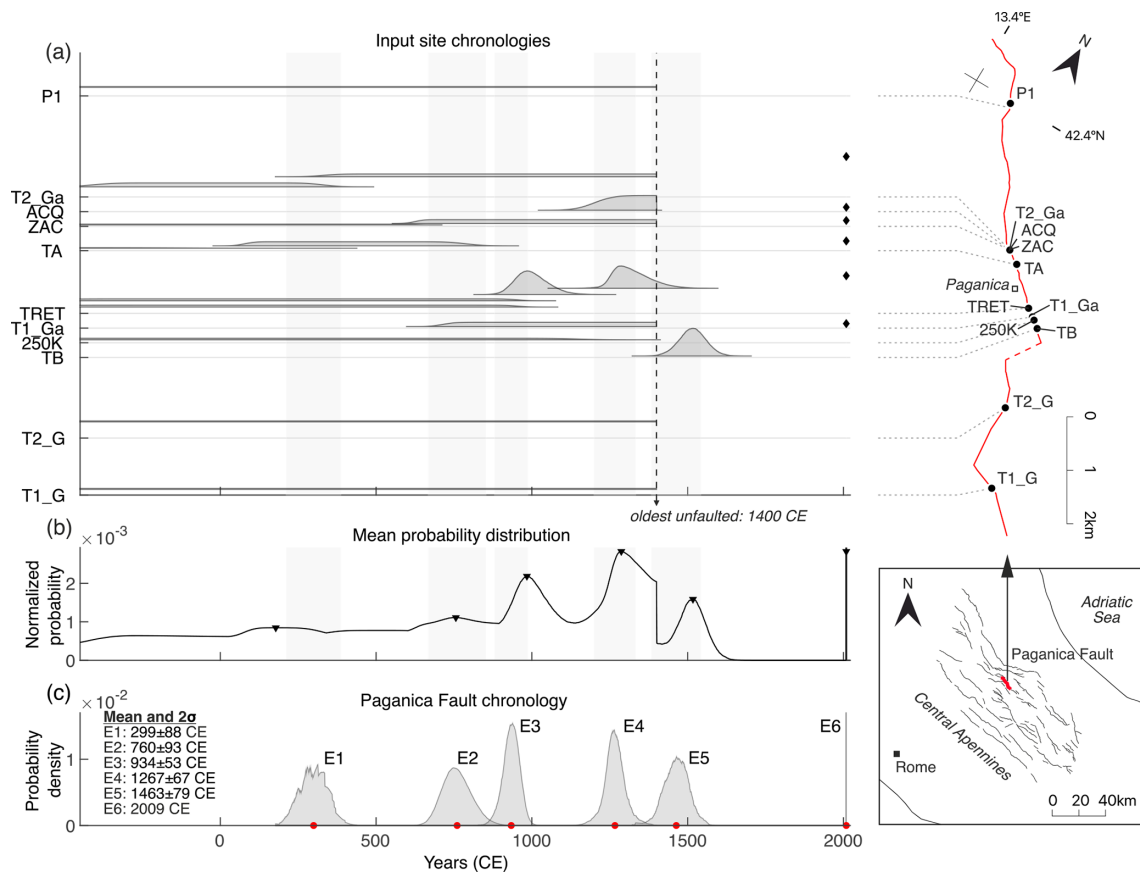 (a)
Input site chronologies
P1
T2_Ga
ACQ
ZAC
TA
TRET
T1_Ga
250K
TB
T2_G
T1_G
oldest unfaulted: 1400 CE
0
500
1000
1500
2000
13.4°E
N
P1
42.4°N
T2_Ga
ACQ
ZAC
TA
Paganica
TRET
T1_Ga
250K
TB
T2_G
T1_G
0
1
2km
(b)
× 10⁻³
Mean probability distribution
Normalized
probability
2
1
0
(c)
× 10⁻²
Paganica Fault chronology
Probability
density
1
0
Mean and 2σ
E1: 299±88 CE
E2: 760±93 CE
E3: 934±53 CE
E4: 1267±67 CE
E5: 1463±79 CE
E6: 2009 CE
E1
E2
E3
E4
E5
E6
0
500
1000
1500
2000
Years (CE)
N
Adriatic
Sea
Paganica Fault
Central Apennines
Rome
0 20 40km